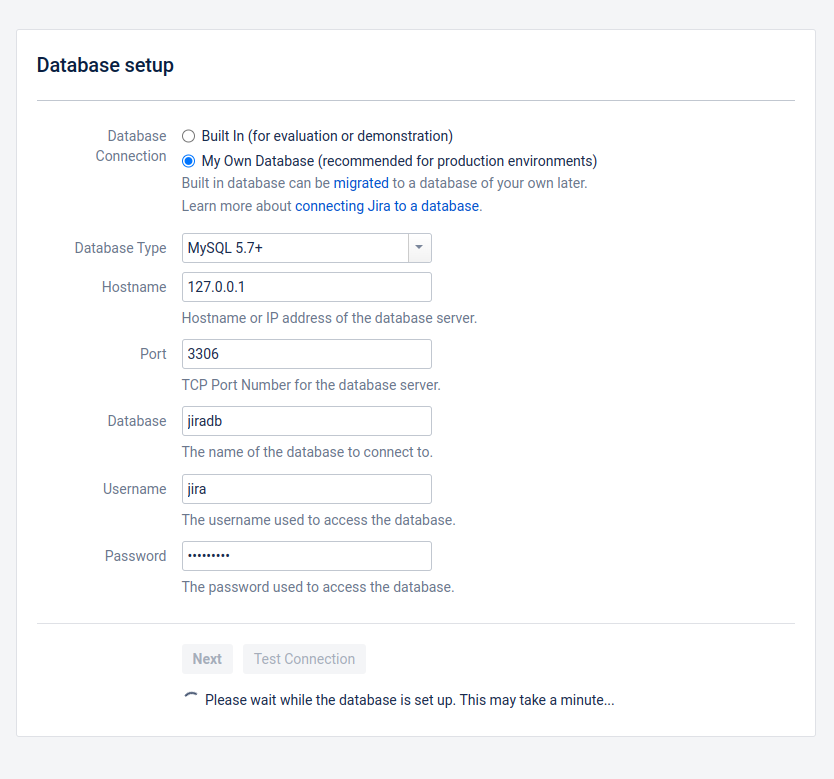 Database setup
Database Connection
Built In (for evaluation or demonstration)
My Own Database (recommended for production environments)
Built in database can be migrated to a database of your own later.
Learn more about connecting Jira to a database.
Database Type
MySQL 5.7+
Hostname
127.0.0.1
Hostname or IP address of the database server.
Port
3306
TCP Port Number for the database server.
Database
jiradb
The name of the database to connect to.
Username
jira
The username used to access the database.
Password
•••••••••
The password used to access the database.
Next
Test Connection
Please wait while the database is set up. This may take a minute...